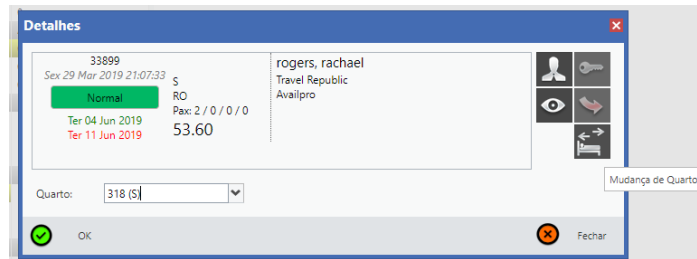 Detalhes
33899
Sex 29 Mar 2019 21:07:33
Normal
Ter 04 Jun 2019
Ter 11 Jun 2019
S
RO
Pax: 2 / 0 / 0 / 0
53.60
rogers, rachael
Travel Republic
Availpro
Mudança de Quarto
Quarto: 318 (S)
OK Fechar